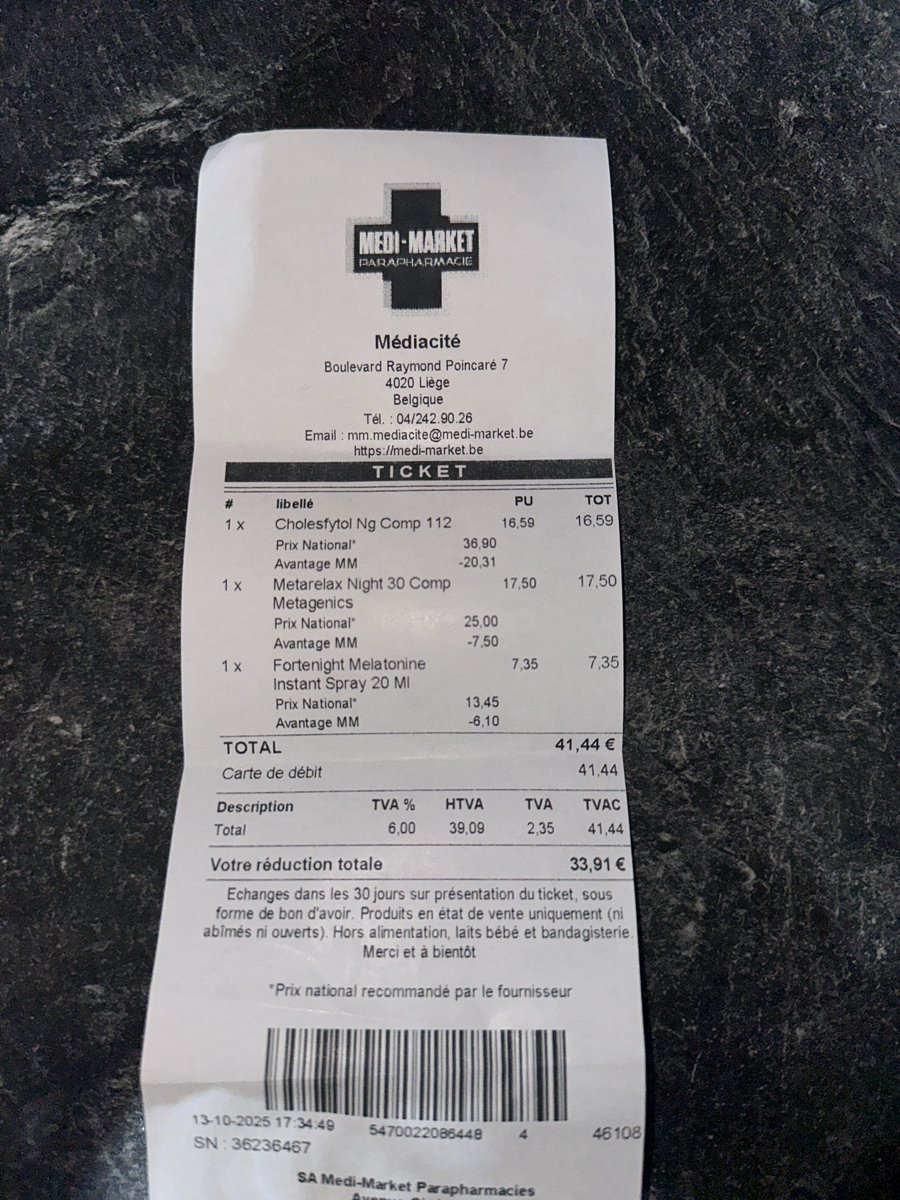 MEDI-MARKET
PARAPHARMACIE
Médiacité
Boulevard Raymond Poincaré 7
4020 Liège
Belgique
Tél. : 04/242.90.26
Email : mm.mediacite@medi-market.be
https://medi-market.be
TICKET
# libellé PU TOT
1 x Cholesfytol Ng Comp 112 16,59 16,59
Prix National* 36,90
Avantage MM -20,31
1 x Metarelax Night 30 Comp 17,50 17,50
Metagenics
Prix National* 25,00
Avantage MM -7,50
1 x Fortenight Melatonine 7,35 7,35
Instant Spray 20 Ml
Prix National* 13,45
Avantage MM -6,10
TOTAL 41,44 €
Carte de débit 41,44
Description TVA % HTVA TVA TVAC
Total 6,00 39,09 2,35 41,44
Votre réduction totale 33,91 €
Echanges dans les 30 jours sur présentation du ticket, sous
forme de bon d'avoir. Produits en état de vente uniquement (ni
abîmés ni ouverts). Hors alimentation, laits bébé et bandagisterie.
Merci et à bientôt
*Prix national recommandé par le fournisseur
13-10-2025 17:34:49 5470022086448 4 46108
SN : 36236467
SA Medi-Market Parapharmacies